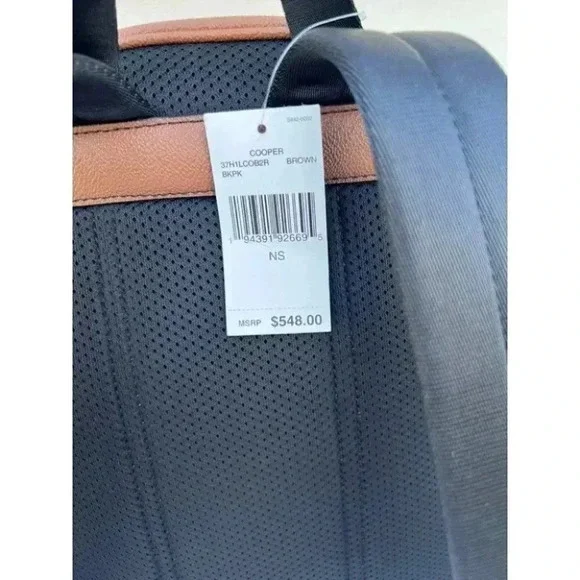 COOPER
37H1LCOB2R BROWN
BKPK
1 94391 92669 5
NS
MSRP $548.00